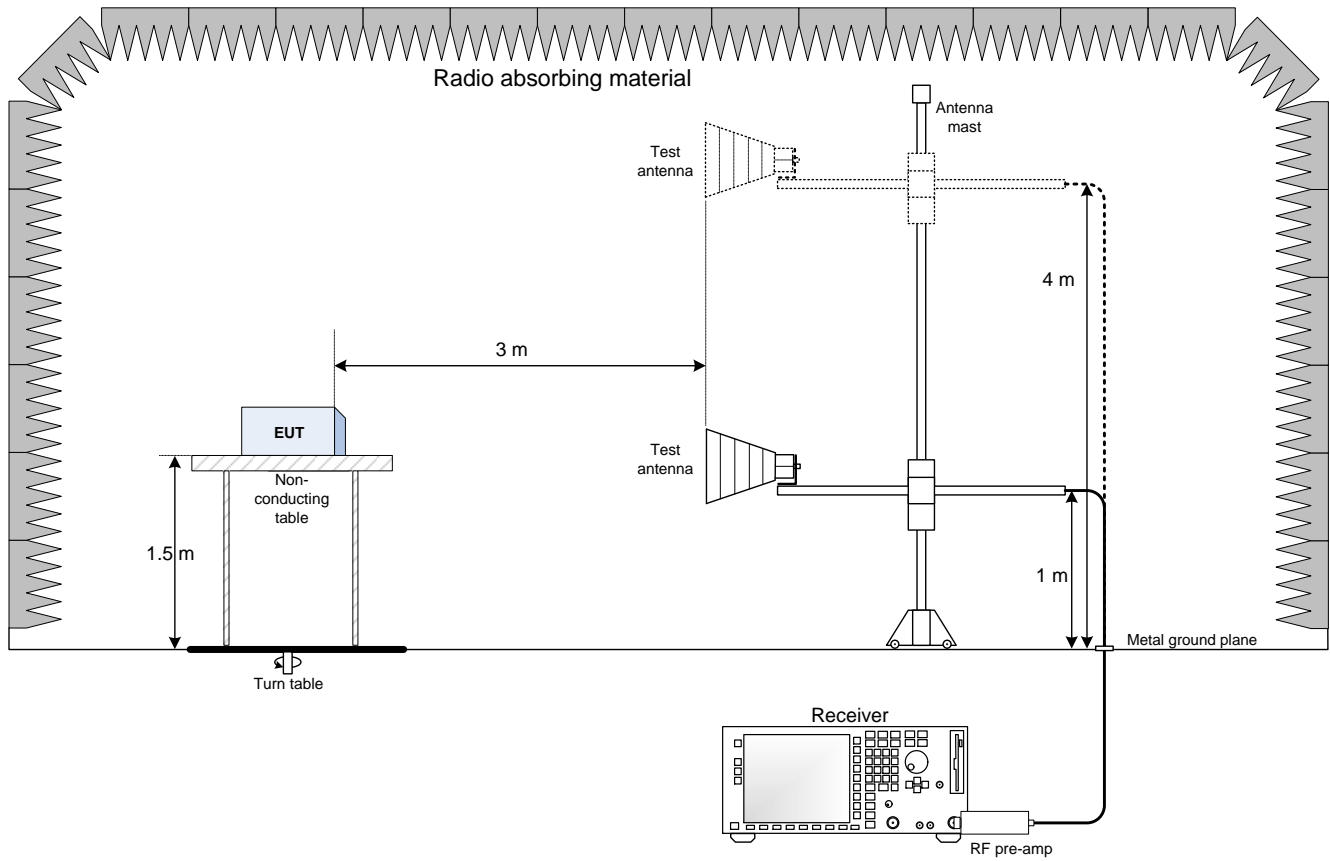 Radio absorbing material
Antenna
mast
Test
antenna
4 m
3 m
EUT
Test
antenna
Non-
conducting
table
1.5 m
1 m
Metal ground plane
Turn table
Receiver
RF pre-amp